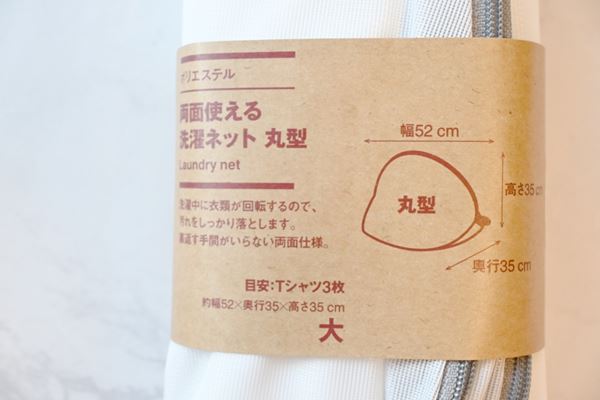 ポリエステル
両面使える
洗濯ネット 丸型
Laundry net
洗濯中に衣類が回転するので、
汚れをしっかり落とします。
裏返す手間がいらない両面仕様。
目安:Tシャツ3枚
約幅52×奥行35×高さ35 cm
大
幅52 cm
丸型
高さ35 cm
奥行35 cm